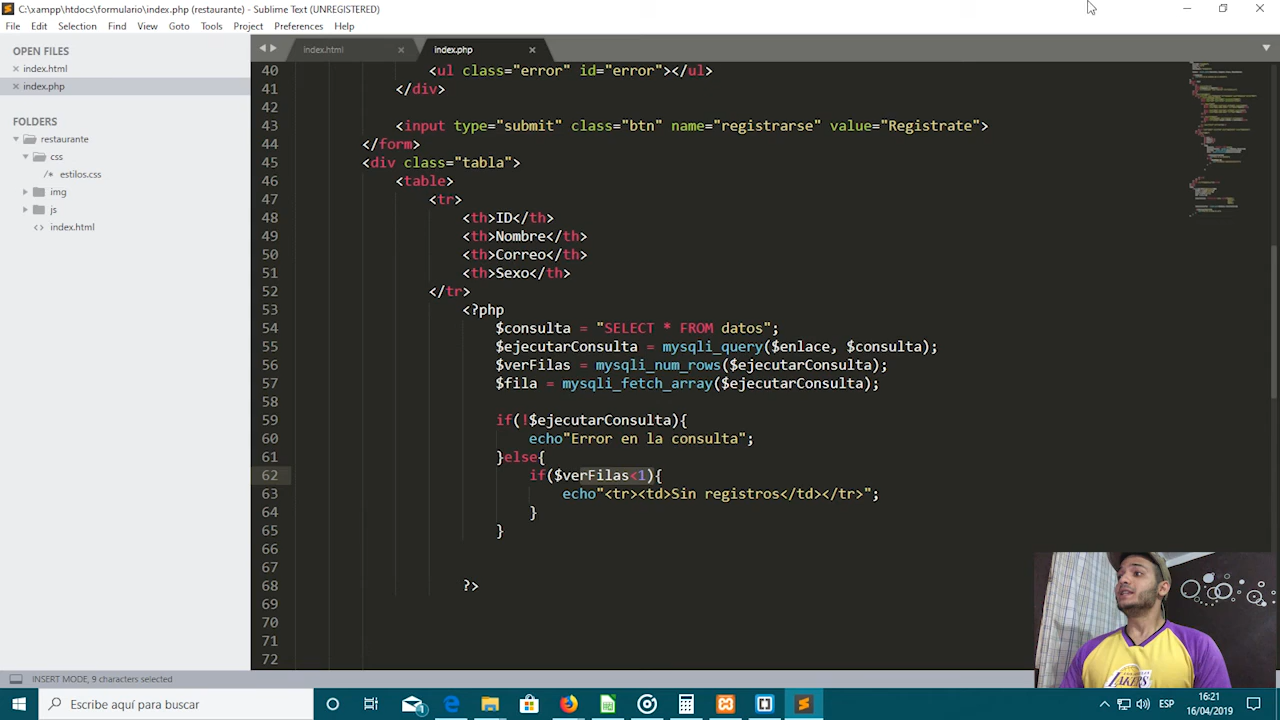 C:\xampp\htdocs\formulario\index.php (restaurante) - Sublime Text (UNREGISTERED)
File Edit Selection Find View Goto Tools Project Preferences Help
OPEN FILES
index.html
index.php
FOLDERS
restaurante
css
estilos.css
img
js
index.html
index.html index.php
40 <ul class="error" id="error"></ul>
41 </div>
42
43 <input type="submit" class="btn" name="registrarse" value="Registrate">
44 </form>
45 <div class="tabla">
46 <table>
47 <tr>
48 <th>ID</th>
49 <th>Nombre</th>
50 <th>Correo</th>
51 <th>Sexo</th>
52 </tr>
53 <?php
54 $consulta = "SELECT * FROM datos";
55 $ejecutarConsulta = mysqli_query($enlace, $consulta);
56 $verFilas = mysqli_num_rows($ejecutarConsulta);
57 $fila = mysqli_fetch_array($ejecutarConsulta);
58
59 if(!$ejecutarConsulta){
60 echo"Error en la consulta";
61 }else{
62 if($verFilas<1){
63 echo"<tr><td>Sin registros</td></tr>";
64 }
65 }
66
67
68 ?>
69
70
71
72
INSERT MODE, 9 characters selected
LAKERS
Escribe aquí para buscar
1
ESP
16:21
16/04/2019